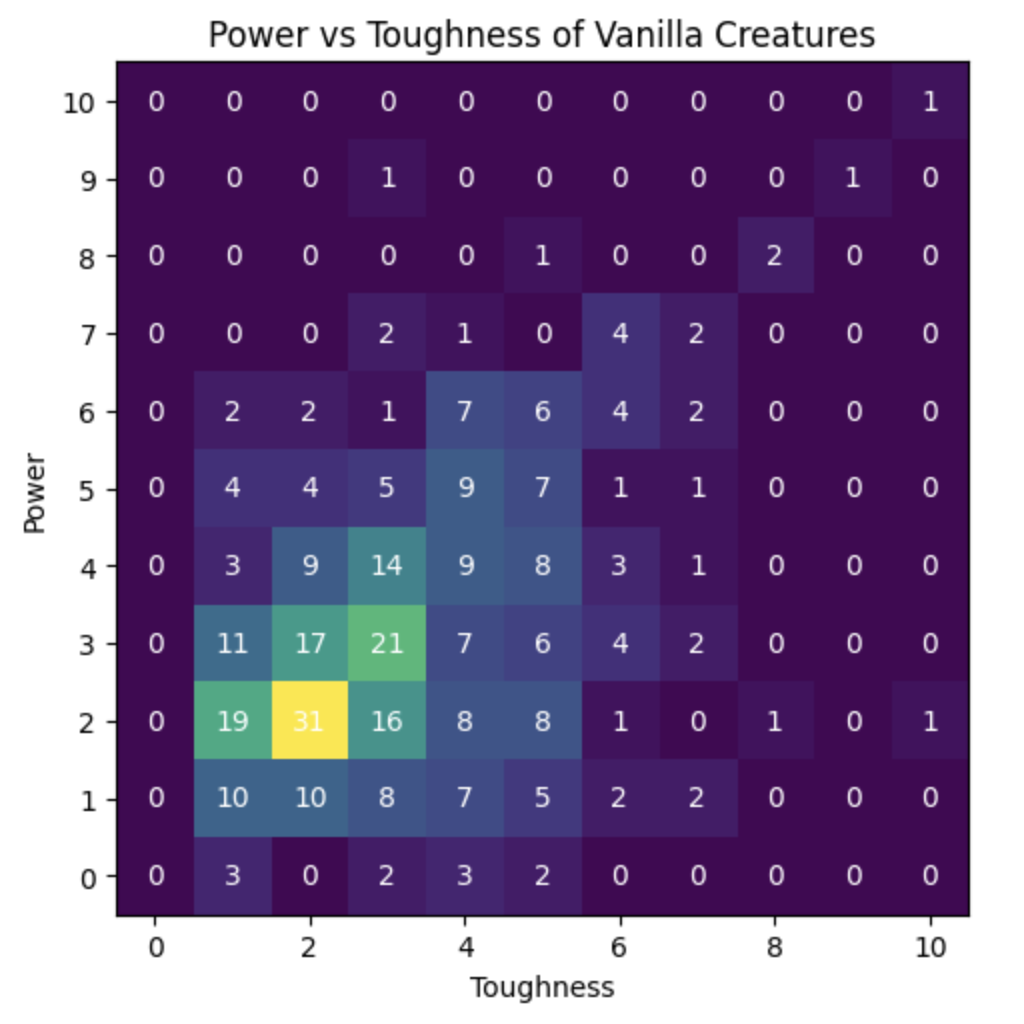 Power vs Toughness of Vanilla Creatures
10 0 0 0 0 0 0 0 0 0 0 1
9 0 0 0 1 0 0 0 0 0 1 0
8 0 0 0 0 0 1 0 0 2 0 0
7 0 0 0 2 1 0 4 2 0 0 0
6 0 2 2 1 7 6 4 2 0 0 0
Power
5 0 4 4 5 9 7 1 1 0 0 0
4 0 3 9 14 9 8 3 1 0 0 0
3 0 11 17 21 7 6 4 2 0 0 0
2 0 19 31 16 8 8 1 0 1 0 1
1 0 10 10 8 7 5 2 2 0 0 0
0 0 3 0 2 3 2 0 0 0 0 0
0 2 4 6 8 10
Toughness